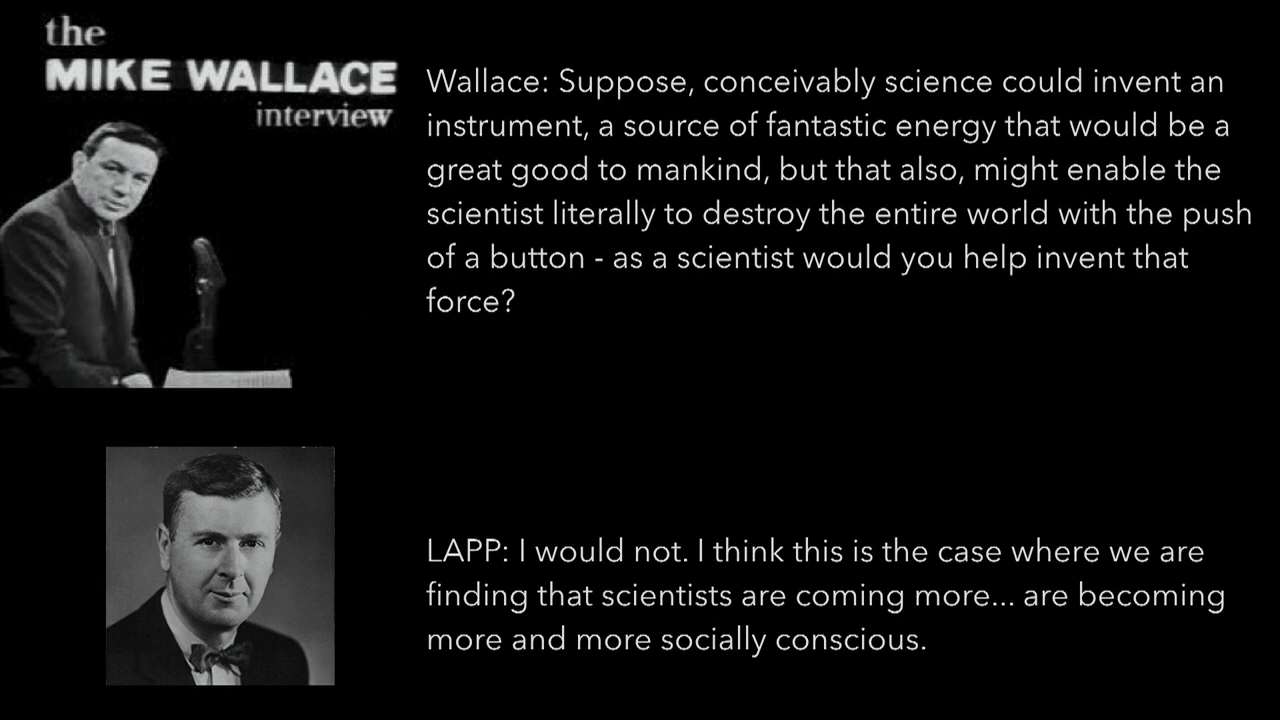 the
MIKE WALLACE
interview
Wallace: Suppose, conceivably science could invent an
instrument, a source of fantastic energy that would be a
great good to mankind, but that also, might enable the
scientist literally to destroy the entire world with the push
of a button - as a scientist would you help invent that
force?
LAPP: I would not. I think this is the case where we are
finding that scientists are coming more... are becoming
more and more socially conscious.